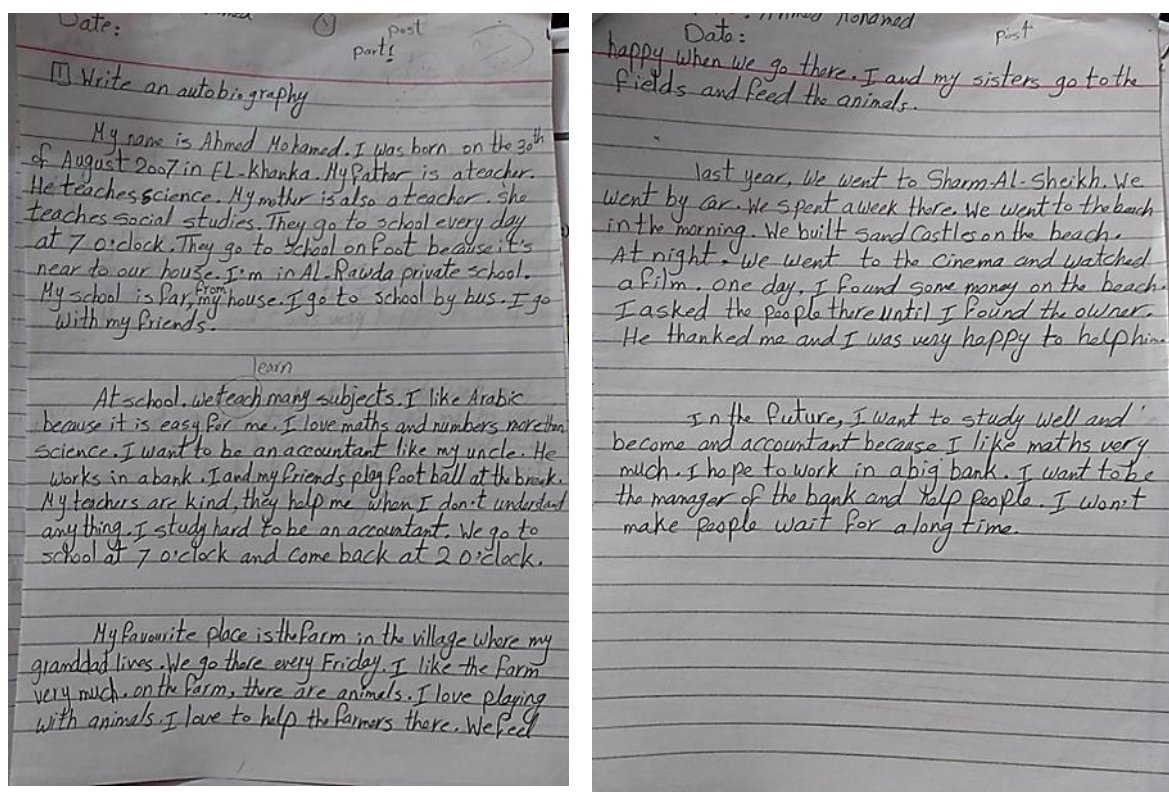 Date:
post
part1
1 Write an autobiography
My name is Ahmed Mohamed. I was born on the 30th
of August 2007 in EL-Khanka. My father is a teacher.
He teaches science. My mother is also a teacher. She
teaches social studies. They go to school every day
at 7 o'clock. They go to school on foot because it's
near to our house. I'm in AL-Rawda private school.
My school is far, from my house. I go to school by bus. I go
with my friends.
learn
At school. we teach many subjects. I like Arabic
because it is easy for me. I love maths and numbers more than
science. I want to be an accountant like my uncle. He
works in a bank. I and my friends play foot ball at the break.
My teachers are kind, they help me when I don't understand
any thing. I study hard to be an accountant. We go to
school at 7 o'clock and come back at 2 o'clock.
My favourite place is the farm in the village where my
granddad lives. We go there every Friday. I like the farm
very much. on the farm, there are animals. I love playing
with animals. I love to help the farmers there. We feel
Mohamed
Date:
post
happy when we go there. I and my sisters go to the
fields and feed the animals.
last year, we went to Sharm-Al-Sheikh. We
went by car. We spent a week there. We went to the beach
in the morning. We built sand castles on the beach.
At night. we went to the cinema and watched
a film. one day, I found some money on the beach.
I asked the people there until I found the owner.
He thanked me and I was very happy to help him.
In the future, I want to study well and
become and accountant because I like maths very
much. I hope to work in a big bank. I want to be
the manager of the bank and help people. I won't
make people wait for a long time.